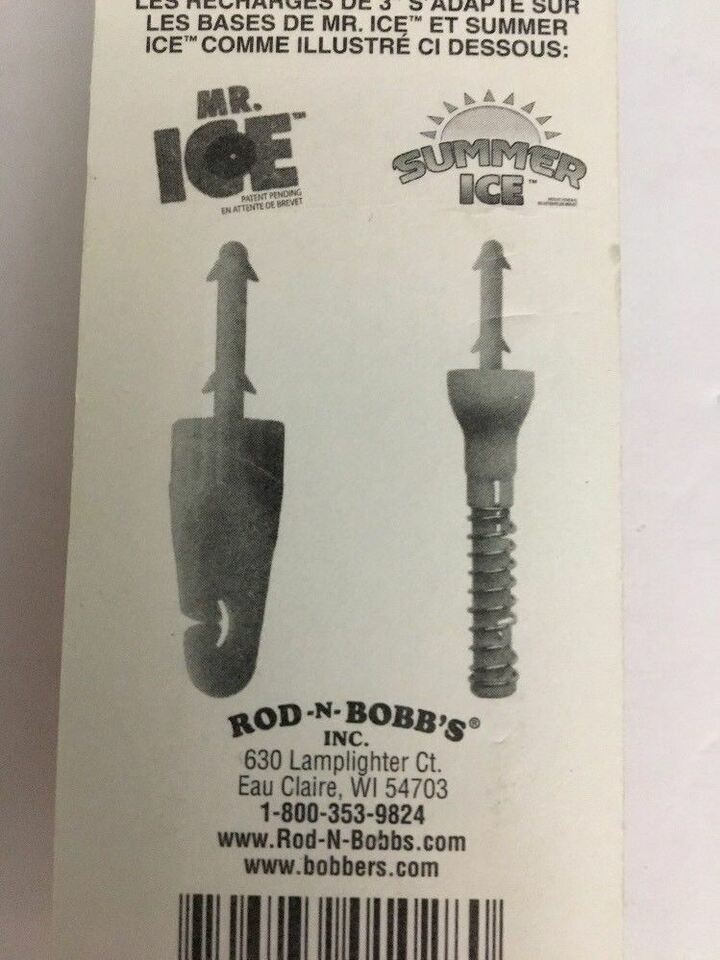 LES RECHARGES DE 3" S'ADAPTE SUR
LES BASES DE MR. ICE™ ET SUMMER
ICE™ COMME ILLUSTRÉ CI DESSOUS:
MR.
ICE™
PATENT PENDING
EN ATTENTE DE BREVET
SUMMER
ICE™
ROD-N-BOBB'S®
INC.
630 Lamplighter Ct.
Eau Claire, WI 54703
1-800-353-9824
www.Rod-N-Bobbs.com
www.bobbers.com